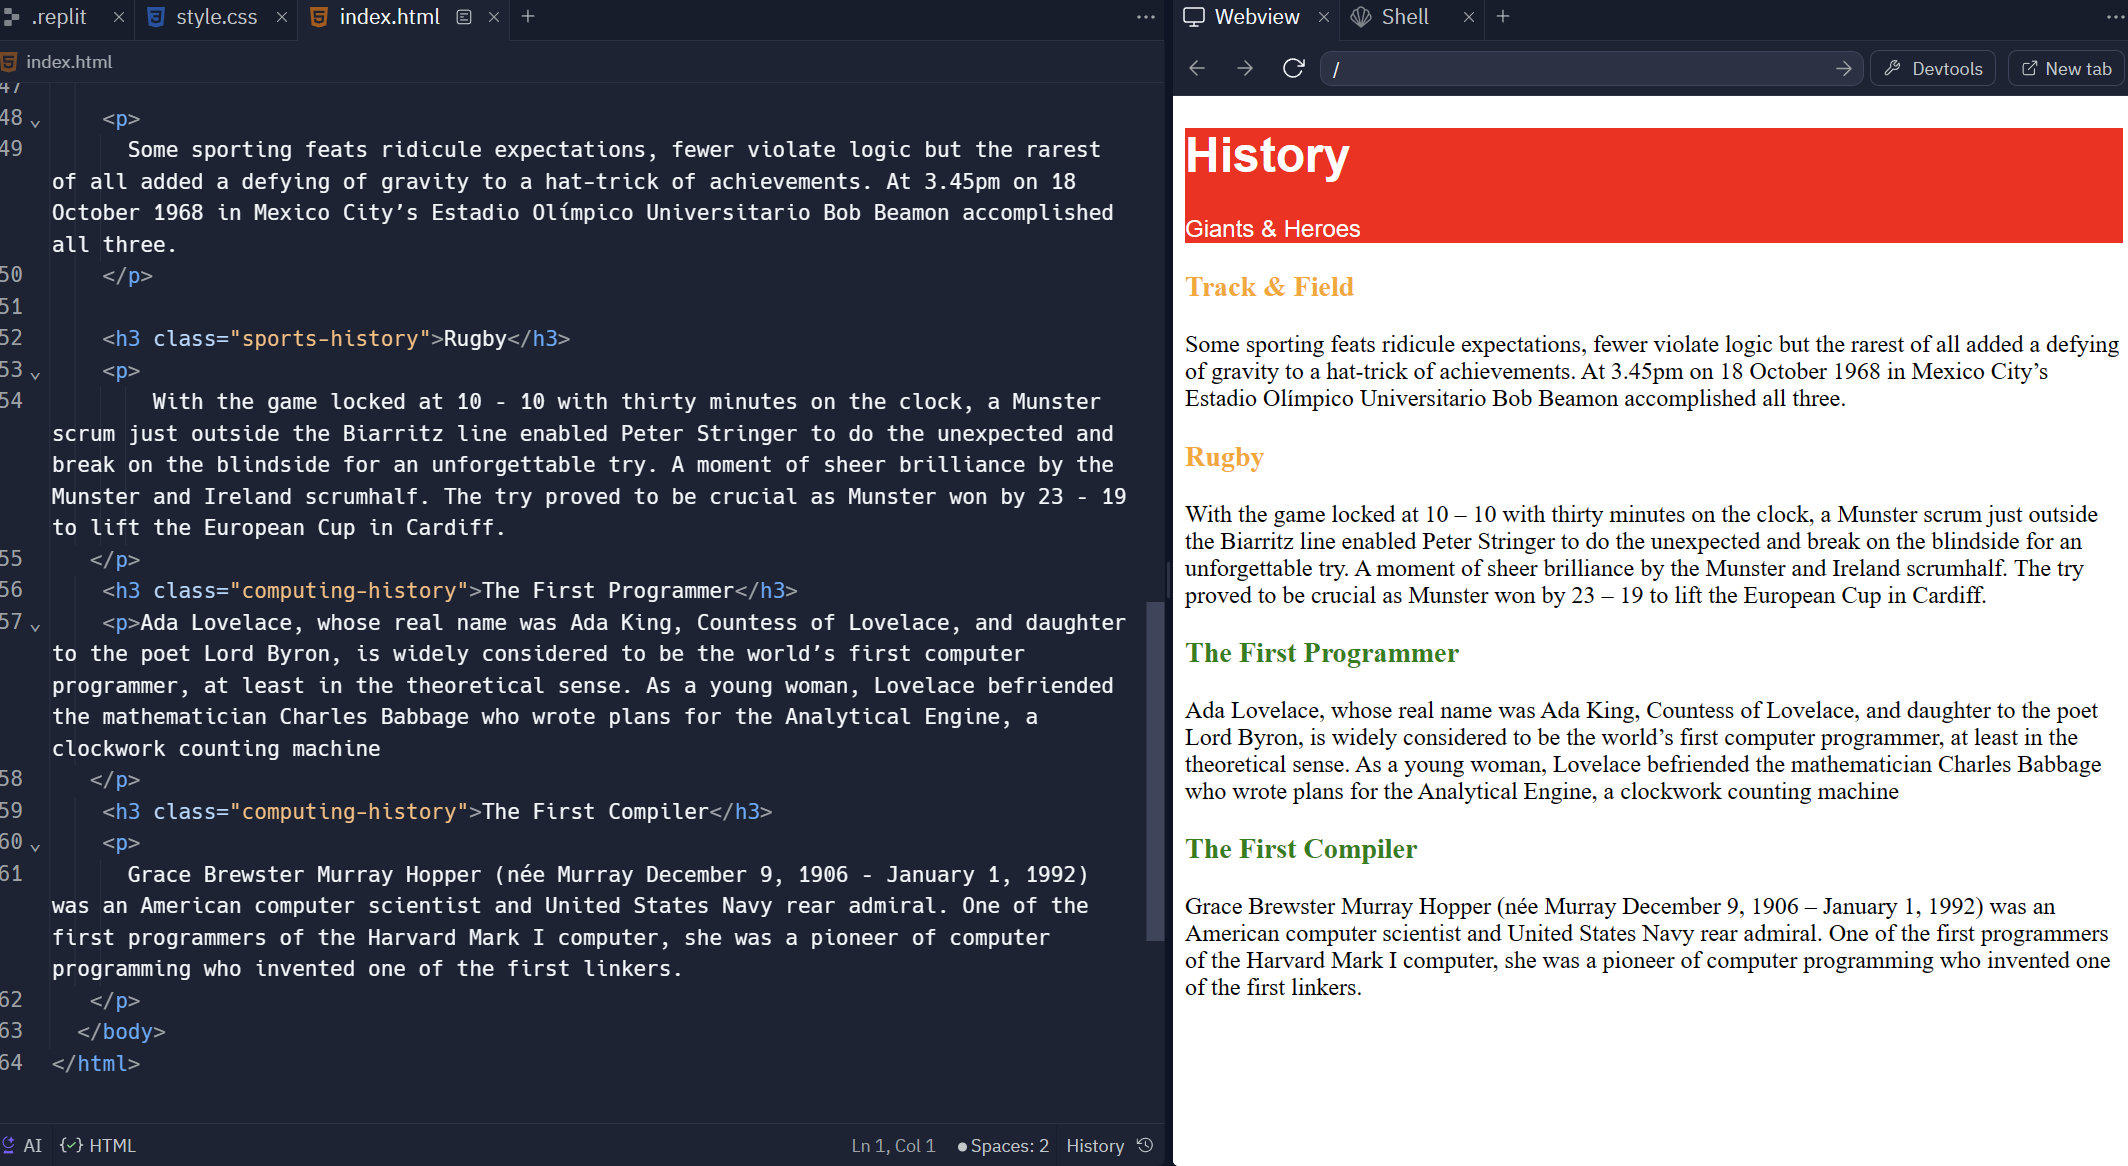 .replit
style.css
index.html
Webview
Shell
index.html
/
Devtools
New tab
47
48 <p>
49 Some sporting feats ridicule expectations, fewer violate logic but the rarest
of all added a defying of gravity to a hat-trick of achievements. At 3.45pm on 18
October 1968 in Mexico City’s Estadio Olímpico Universitario Bob Beamon accomplished
all three.
50 </p>
51
52 <h3 class="sports-history">Rugby</h3>
53 <p>
54 With the game locked at 10 – 10 with thirty minutes on the clock, a Munster
scrum just outside the Biarritz line enabled Peter Stringer to do the unexpected and
break on the blindside for an unforgettable try. A moment of sheer brilliance by the
Munster and Ireland scrumhalf. The try proved to be crucial as Munster won by 23 – 19
to lift the European Cup in Cardiff.
55 </p>
56 <h3 class="computing-history">The First Programmer</h3>
57 <p>Ada Lovelace, whose real name was Ada King, Countess of Lovelace, and daughter
to the poet Lord Byron, is widely considered to be the world’s first computer
programmer, at least in the theoretical sense. As a young woman, Lovelace befriended
the mathematician Charles Babbage who wrote plans for the Analytical Engine, a
clockwork counting machine
58 </p>
59 <h3 class="computing-history">The First Compiler</h3>
60 <p>
61 Grace Brewster Murray Hopper (née Murray December 9, 1906 – January 1, 1992)
was an American computer scientist and United States Navy rear admiral. One of the
first programmers of the Harvard Mark I computer, she was a pioneer of computer
programming who invented one of the first linkers.
62 </p>
63 </body>
64 </html>
AI
{✓} HTML
Ln 1, Col 1
Spaces: 2
History
History
Giants & Heroes
Track & Field
Some sporting feats ridicule expectations, fewer violate logic but the rarest of all added a defying
of gravity to a hat-trick of achievements. At 3.45pm on 18 October 1968 in Mexico City’s
Estadio Olímpico Universitario Bob Beamon accomplished all three.
Rugby
With the game locked at 10 – 10 with thirty minutes on the clock, a Munster scrum just outside
the Biarritz line enabled Peter Stringer to do the unexpected and break on the blindside for an
unforgettable try. A moment of sheer brilliance by the Munster and Ireland scrumhalf. The try
proved to be crucial as Munster won by 23 – 19 to lift the European Cup in Cardiff.
The First Programmer
Ada Lovelace, whose real name was Ada King, Countess of Lovelace, and daughter to the poet
Lord Byron, is widely considered to be the world’s first computer programmer, at least in the
theoretical sense. As a young woman, Lovelace befriended the mathematician Charles Babbage
who wrote plans for the Analytical Engine, a clockwork counting machine
The First Compiler
Grace Brewster Murray Hopper (née Murray December 9, 1906 – January 1, 1992) was an
American computer scientist and United States Navy rear admiral. One of the first programmers
of the Harvard Mark I computer, she was a pioneer of computer programming who invented one
of the first linkers.